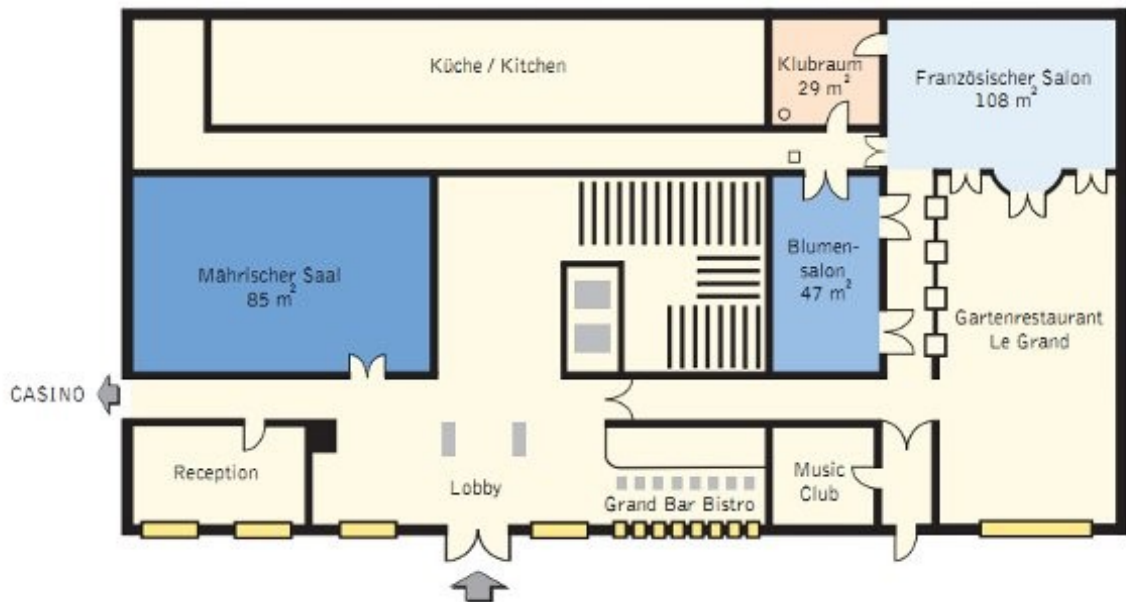 Küche / Kitchen
Klubraum
29 m²
Französischer Salon
108 m²
Mährischer Saal
85 m²
Blumen-
salon
47 m²
Gartenrestaurant
Le Grand
CASINO
Reception
Lobby
Grand Bar Bistro
Music
Club